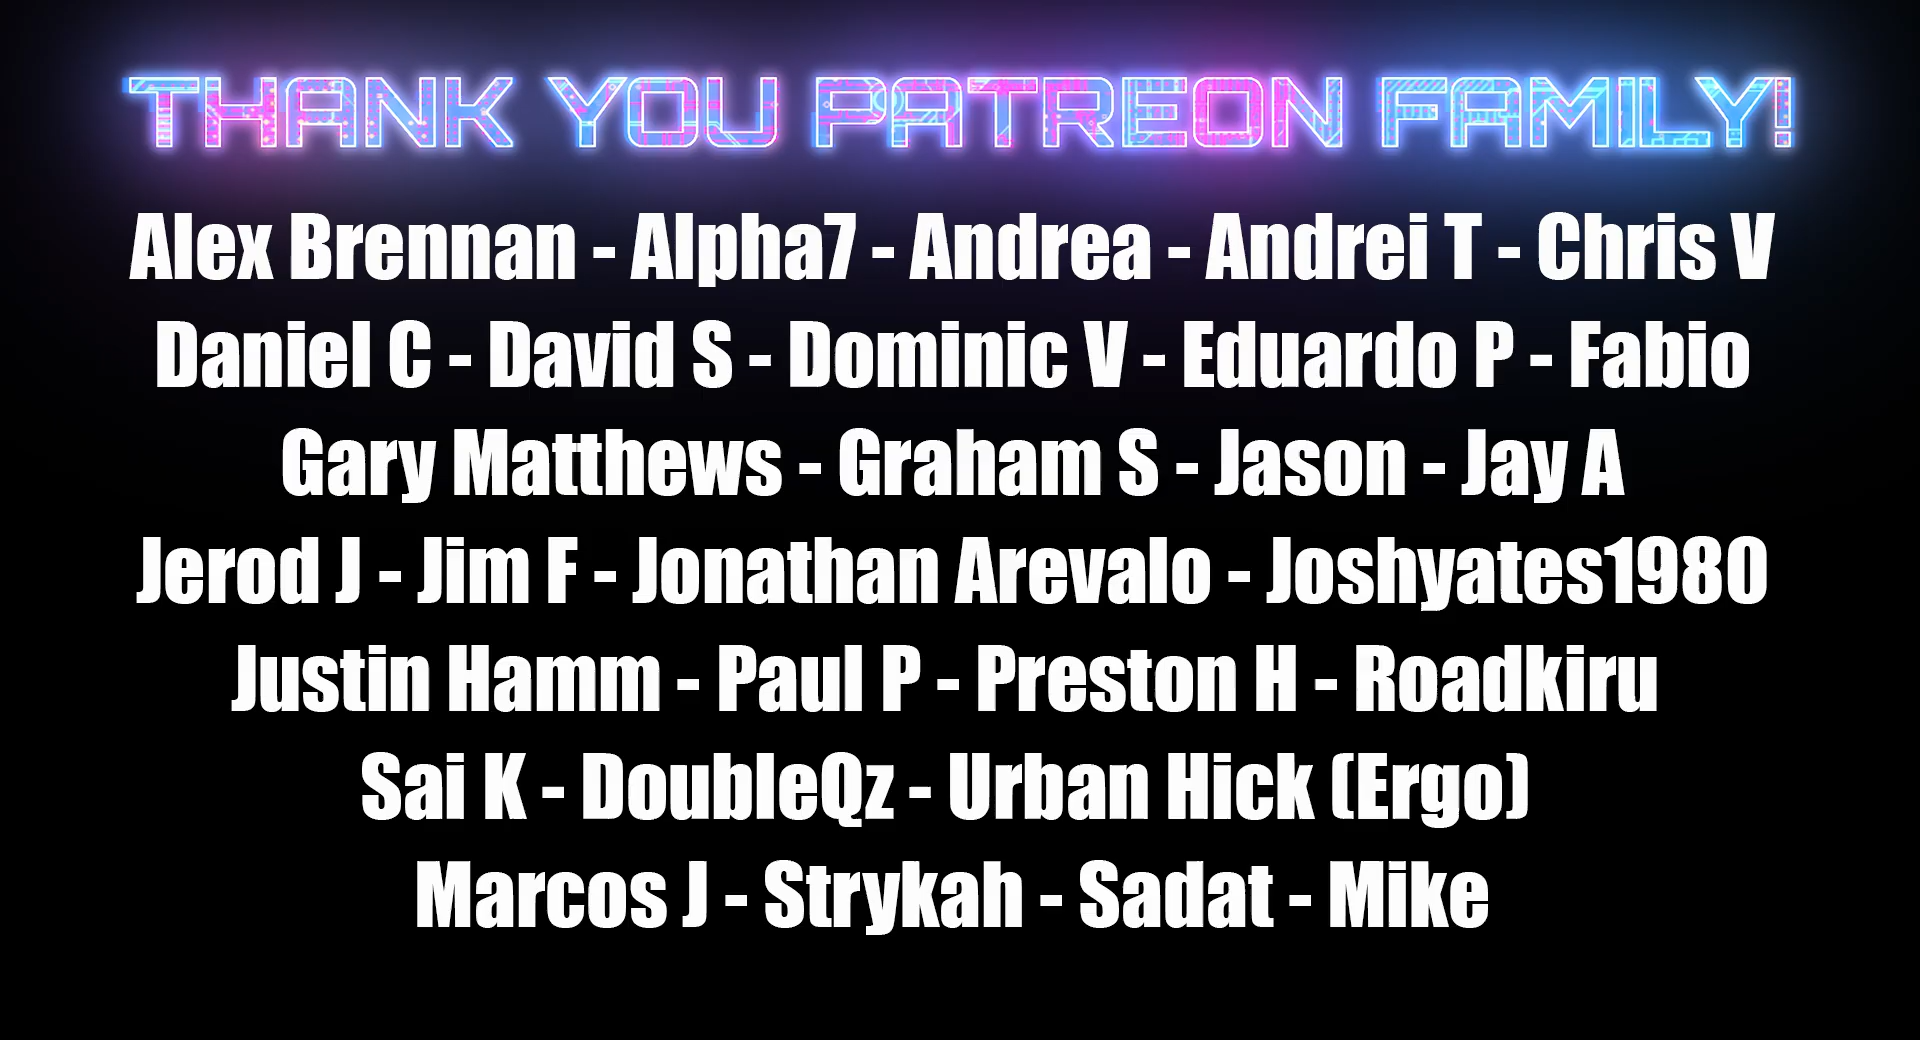 THANK YOU PATREON FAMILY!
Alex Brennan - Alpha7 - Andrea - Andrei T - Chris V
Daniel C - David S - Dominic V - Eduardo P - Fabio
Gary Matthews - Graham S - Jason - Jay A
Jerod J - Jim F - Jonathan Arevalo - Joshyates1980
Justin Hamm - Paul P - Preston H - Roadkiru
Sai K - DoubleQz - Urban Hick (Ergo)
Marcos J - Strykah - Sadat - Mike